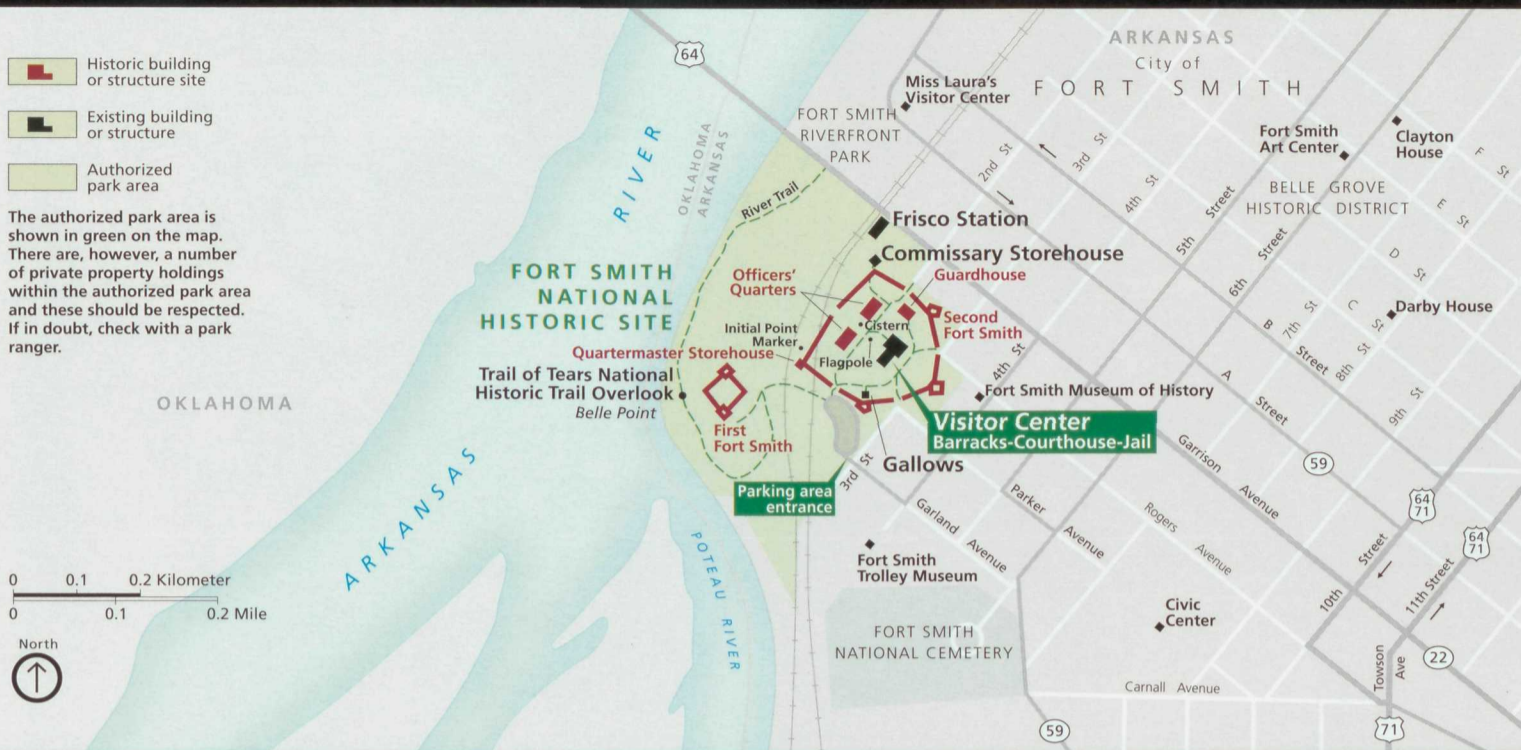 Historic building
or structure site
Existing building
or structure
Authorized
park area
The authorized park area is
shown in green on the map.
There are, however, a number
of private property holdings
within the authorized park area
and these should be respected.
If in doubt, check with a park
ranger.
OKLAHOMA
0 0.1 0.2 Kilometer
0 0.1 0.2 Mile
North
64
RIVER
OKLAHOMA
ARKANSAS
ARKANSAS
POTEAU RIVER
FORT SMITH
NATIONAL
HISTORIC SITE
River Trail
Officers'
Quarters
Initial Point
Marker
Quartermaster Storehouse
Trail of Tears National
Historic Trail Overlook
Belle Point
First
Fort Smith
Cistern
Flagpole
Guardhouse
Second
Fort Smith
Frisco Station
Commissary Storehouse
Visitor Center
Barracks-Courthouse-Jail
Gallows
Parking area
entrance
FORT SMITH
RIVERFRONT
PARK
Miss Laura's
Visitor Center
ARKANSAS
City of
FORT SMITH
Fort Smith
Art Center
Clayton
House
BELLE GROVE
HISTORIC DISTRICT
Darby House
Fort Smith Museum of History
Fort Smith
Trolley Museum
FORT SMITH
NATIONAL CEMETERY
Civic
Center
2nd St
3rd St
4th St
5th Street
6th Street
7th St
8th St
9th St
10th Street
11th Street
F St
E St
D St
C St
B Street
A Street
4th St
3rd St
Garrison Avenue
Rogers Avenue
Parker Avenue
Garland Avenue
Carnall Avenue
Towson Ave
59
64
71
64
71
22
59
71